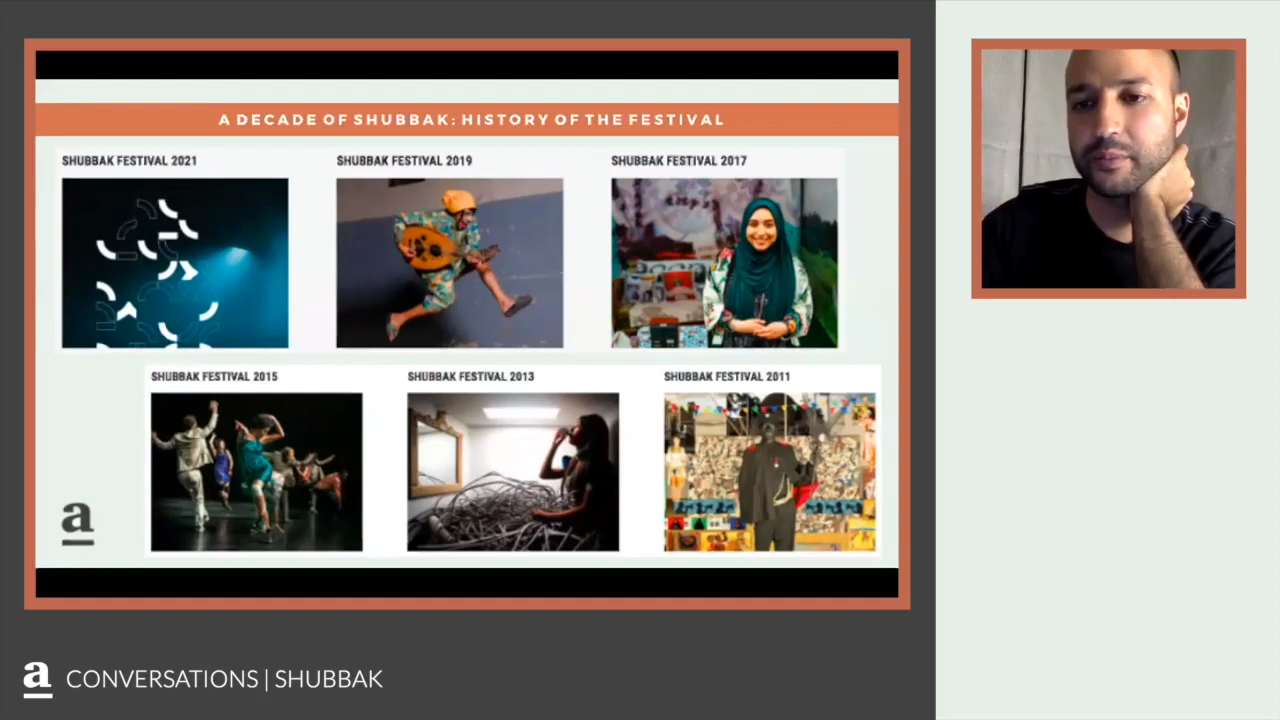 A DECADE OF SHUBBAK: HISTORY OF THE FESTIVAL
SHUBBAK FESTIVAL 2021
SHUBBAK FESTIVAL 2019
SHUBBAK FESTIVAL 2017
SHUBBAK FESTIVAL 2015
SHUBBAK FESTIVAL 2013
SHUBBAK FESTIVAL 2011
a
a CONVERSATIONS | SHUBBAK